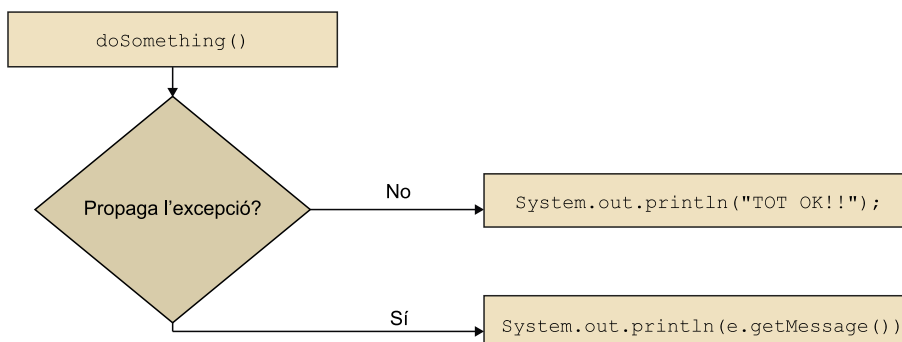 doSomething()
Propaga l'excepció?
No
System.out.println("TOT OK!!");
Sí
System.out.println(e.getMessage())